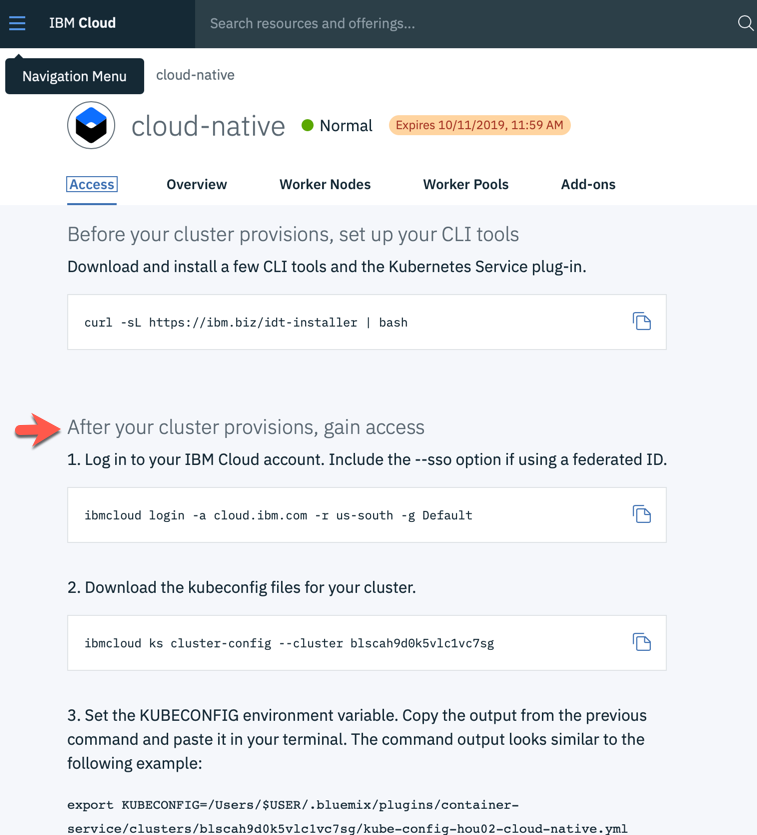 IBM Cloud
Search resources and offerings...
Navigation Menu
cloud-native
cloud-native
Normal
Expires 10/11/2019, 11:59 AM
Access
Overview
Worker Nodes
Worker Pools
Add-ons
Before your cluster provisions, set up your CLI tools
Download and install a few CLI tools and the Kubernetes Service plug-in.
curl -sL https://ibm.biz/idt-installer | bash
After your cluster provisions, gain access
1. Log in to your IBM Cloud account. Include the --sso option if using a federated ID.
ibmcloud login -a cloud.ibm.com -r us-south -g Default
2. Download the kubeconfig files for your cluster.
ibmcloud ks cluster-config --cluster blscah9d0k5vlc1vc7sg
3. Set the KUBECONFIG environment variable. Copy the output from the previous
command and paste it in your terminal. The command output looks similar to the
following example:
export KUBECONFIG=/Users/$USER/.bluemix/plugins/container-
service/clusters/blscah9d0k5vlc1vc7sg/kube-config-hou02-cloud-native.yml